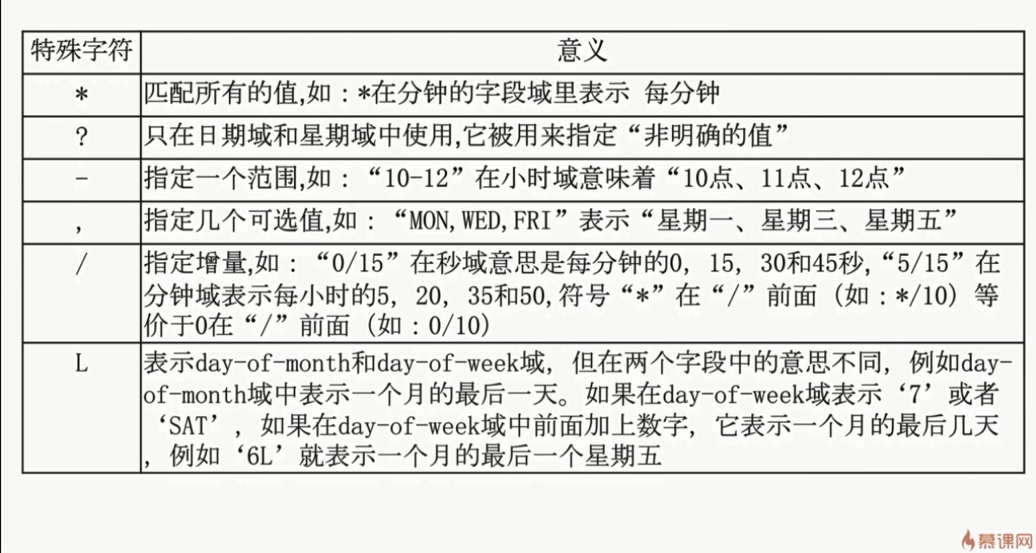 特殊字符 意义
* 匹配所有的值,如：*在分钟的字段域里表示 每分钟
? 只在日期域和星期域中使用,它被用来指定“非明确的值”
- 指定一个范围,如：“10-12”在小时域意味着“10点、11点、12点”
, 指定几个可选值,如：“MON,WED,FRI”表示“星期一、星期三、星期五”
/ 指定增量,如：“0/15”在秒域意思是每分钟的0, 15, 30和45秒,“5/15”在
分钟域表示每小时的5, 20, 35和50,符号“*”在“/”前面（如：*/10）等
价于0在“/”前面（如：0/10）
L 表示day-of-month和day-of-week域, 但在两个字段中的意思不同, 例如day-
of-month域中表示一个月的最后一天。如果在day-of-week域表示‘7’或者
‘SAT’, 如果在day-of-week域中前面加上数字, 它表示一个月的最后几天
, 例如‘6L’就表示一个月的最后一个星期五
慕课网